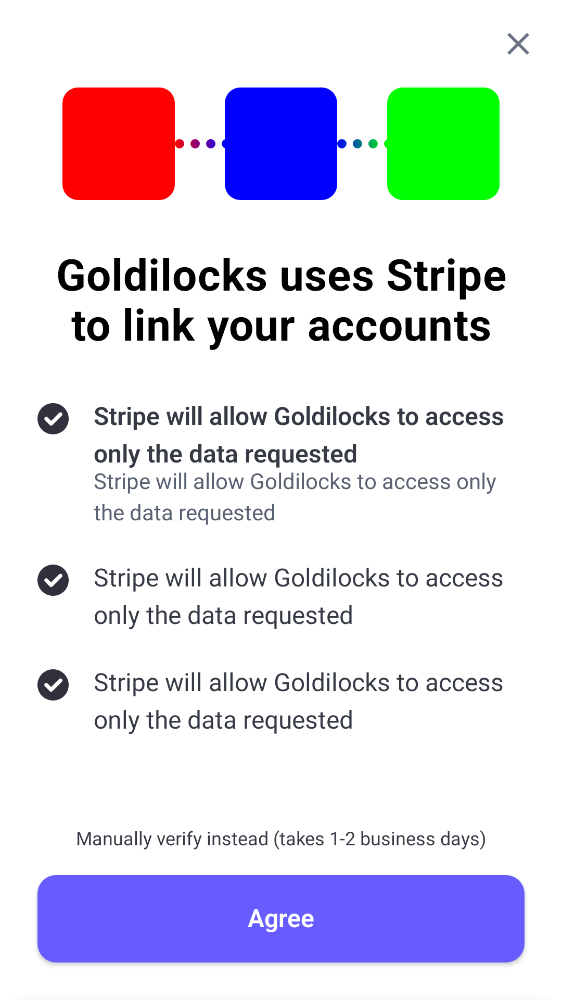 Goldilocks uses Stripe
to link your accounts
Stripe will allow Goldilocks to access
only the data requested
Stripe will allow Goldilocks to access only
the data requested
Stripe will allow Goldilocks to access
only the data requested
Stripe will allow Goldilocks to access
only the data requested
Manually verify instead (takes 1-2 business days)
Agree